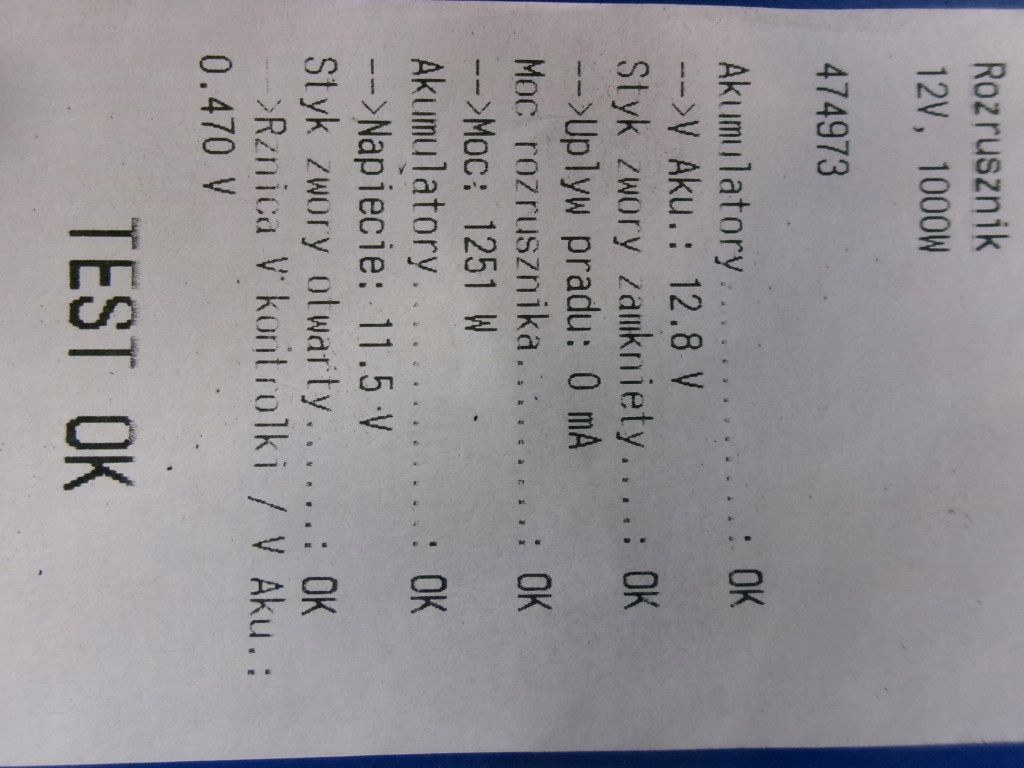 Rozrusznik
12V, 1000W
474973
Akumulatory............: OK
-->V Aku.: 12.8 V
Styk zwory zamkniety....: OK
-->Uplyw pradu: 0 mA
Moc rozrusznika.........: OK
-->Moc: 1251 W
Akumulatory............: OK
-->Napiecie: 11.5 V
Styk zwory otwarty......: OK
-->Rznica V kontrolki / V Aku.:
0.470 V
TEST OK